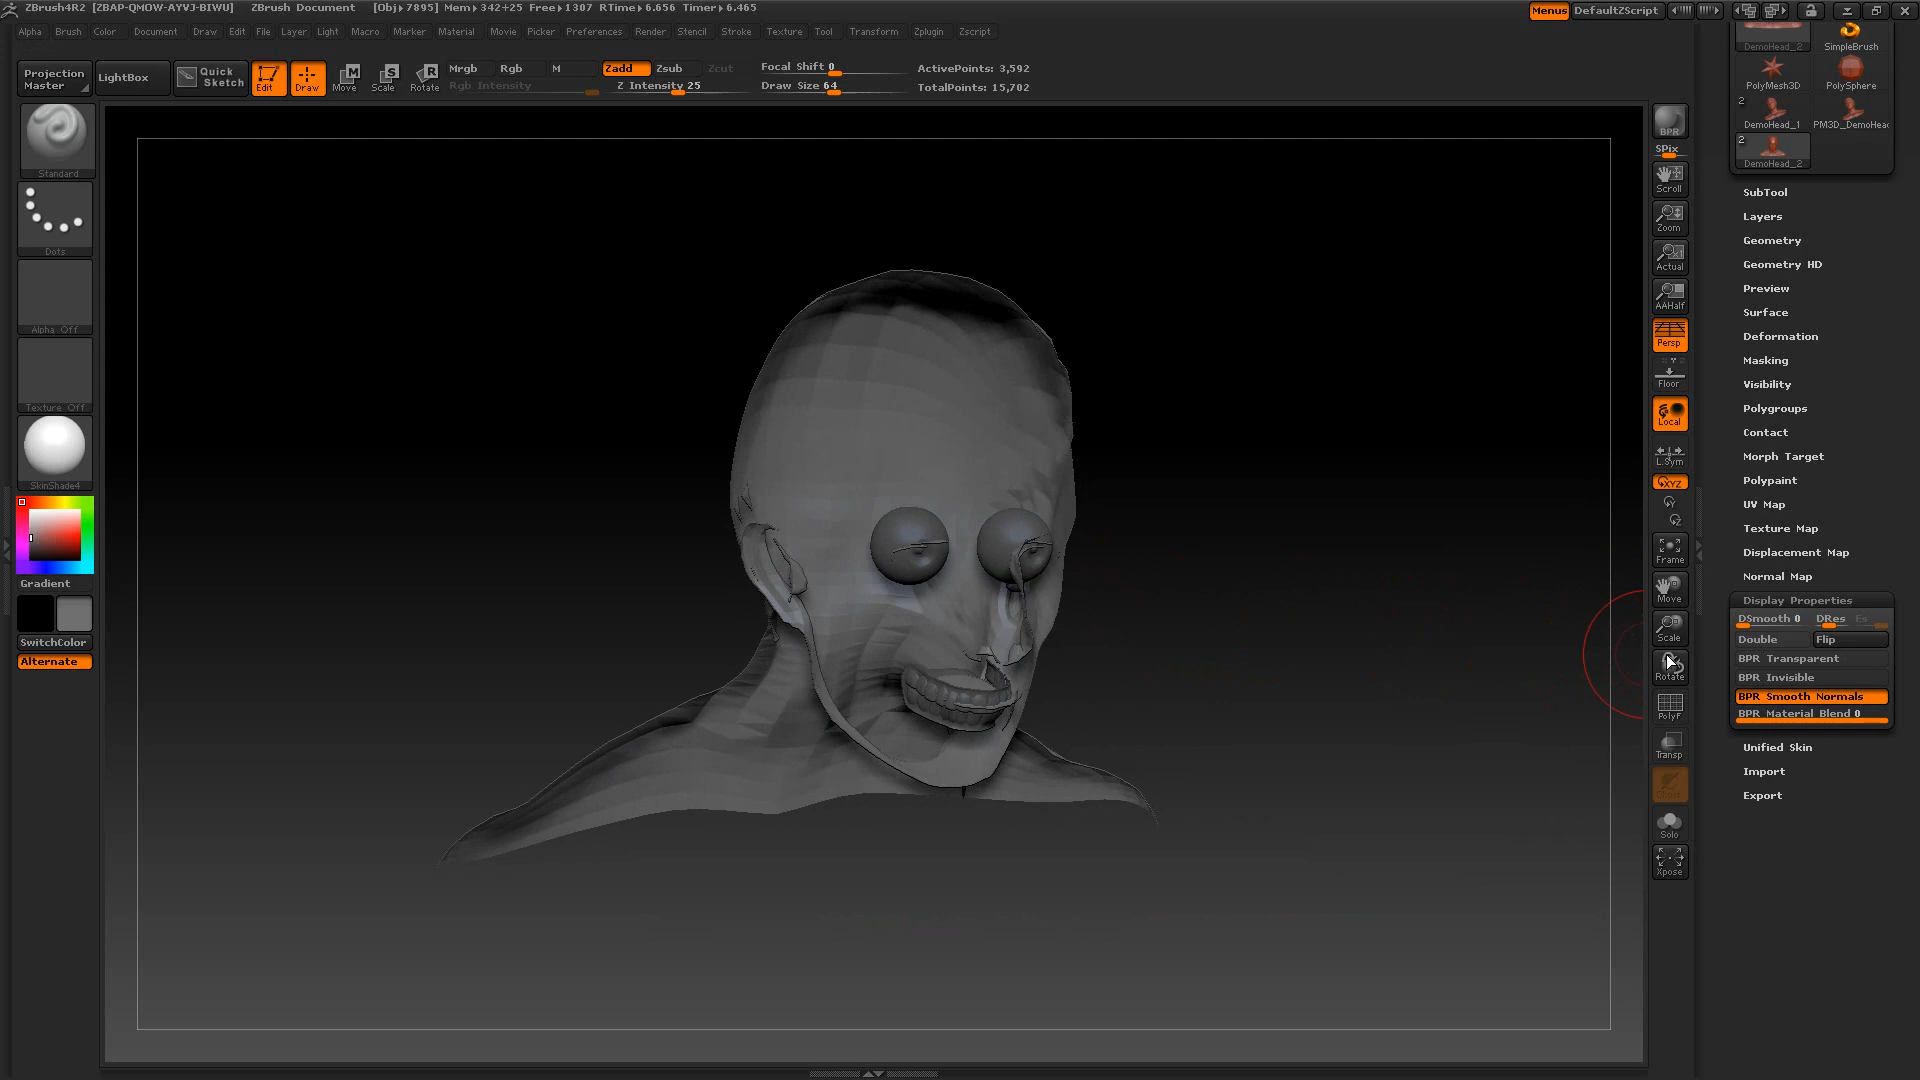 ZBrush4R2 [ZBAP-QMOW-AYVJ-BIWU] ZBrush Document [Obj▸ 7895] Mem▸ 342+25 Free▸ 1307 RTime▸ 6.656 Timer▸ 6.465 Menus DefaultZScript
Alpha Brush Color Document Draw Edit File Layer Light Macro Marker Material Movie Picker Preferences Render Stencil Stroke Texture Tool Transform Zplugin Zscript
Projection Master
LightBox
Quick Sketch
Edit
Draw
Move
Scale
Rotate
Mrgb Rgb M
Rgb Intensity
Zadd Zsub Zcut
Z Intensity 25
Focal Shift 0
Draw Size 64
ActivePoints: 3,592
TotalPoints: 15,702
Standard
Dots
Alpha Off
Texture Off
SkinShade4
Gradient
SwitchColor
Alternate
BPR
SPix
Scroll
Zoom
Actual
AAHalf
Persp
Floor
Local
L.Sym
XYZ
Frame
Move
Scale
Rotate
PolyF
Transp
Solo
Xpose
DemoHead_2 SimpleBrush
PolyMesh3D PolySphere
2
DemoHead_1 PM3D_DemoHead
2
DemoHead_2
SubTool
Layers
Geometry
Geometry HD
Preview
Surface
Deformation
Masking
Visibility
Polygroups
Contact
Morph Target
Polypaint
UV Map
Texture Map
Displacement Map
Normal Map
Display Properties
DSmooth 0 DRes Es
Double Flip
BPR Transparent
BPR Invisible
BPR Smooth Normals
BPR Material Blend 0
Unified Skin
Import
Export